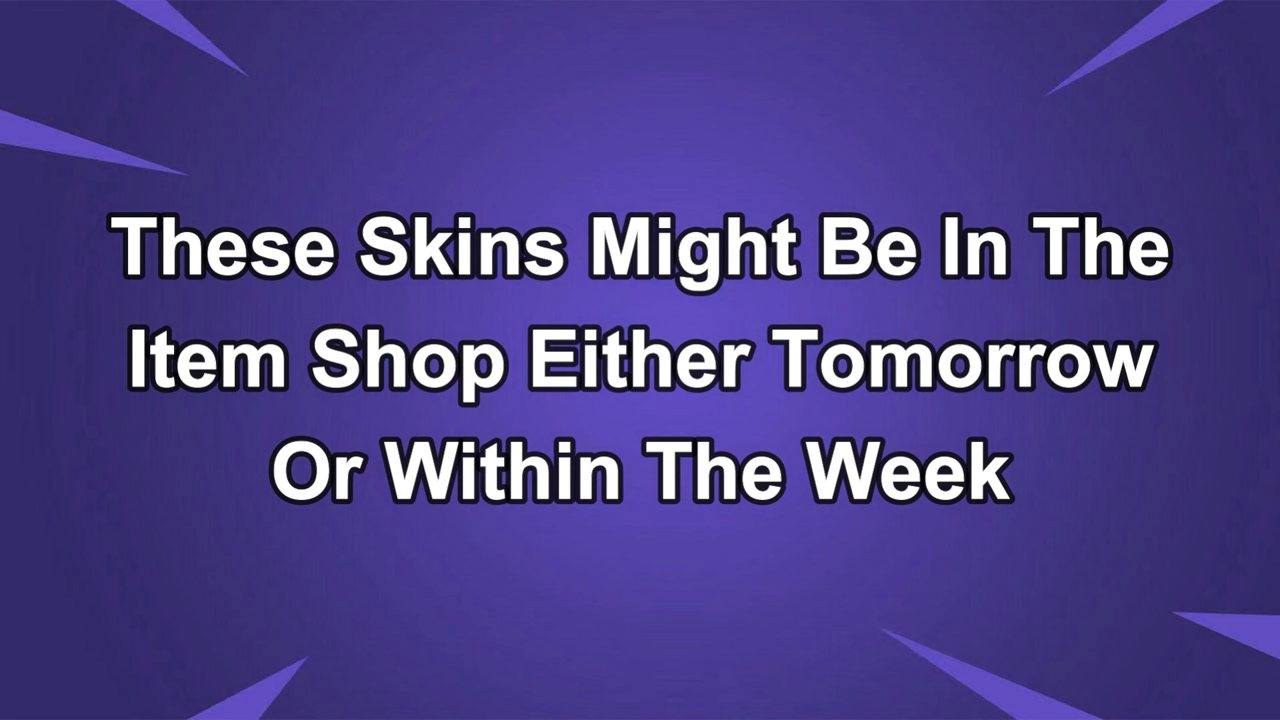 These Skins Might Be In The
Item Shop Either Tomorrow
Or Within The Week